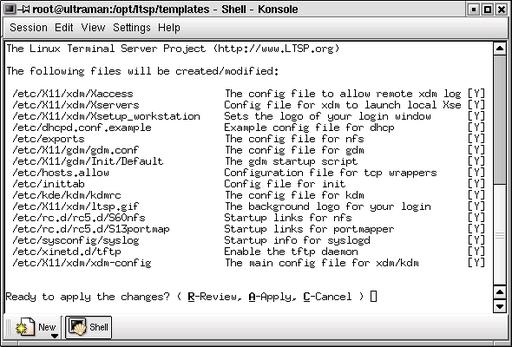 root@ultraman:/opt/ltsp/templates - Shell - Konsole
Session Edit View Settings Help
The Linux Terminal Server Project (http://www.LTSP.org)
The following files will be created/modified:
/etc/X11/xdm/Xaccess The config file to allow remote xdm log [Y]
/etc/X11/xdm/Xservers Config file for xdm to launch local Xse [Y]
/etc/X11/xdm/Xsetup_workstation Sets the logo of your login window [Y]
/etc/dhcpd.conf.example Example config file for dhcp [Y]
/etc/exports The config file for nfs [Y]
/etc/X11/gdm/gdm.conf The config file for gdm [Y]
/etc/X11/gdm/Init/Default The gdm startup script [Y]
/etc/hosts.allow Configuration file for tcp wrappers [Y]
/etc/inittab Config file for init [Y]
/etc/kde/kdm/kdmrc The config file for kdm [Y]
/etc/X11/xdm/ltsp.gif The background logo for your login [Y]
/etc/rc.d/rc5.d/S60nfs Startup links for nfs [Y]
/etc/rc.d/rc5.d/S13portmap Startup links for portmapper [Y]
/etc/sysconfig/syslog Startup info for syslogd [Y]
/etc/xinetd.d/tftp Enable the tftp daemon [Y]
/etc/X11/xdm/xdm-config The main config file for xdm/kdm [Y]
Ready to apply the changes? ( R-Review, A-Apply, C-Cancel )
New Shell